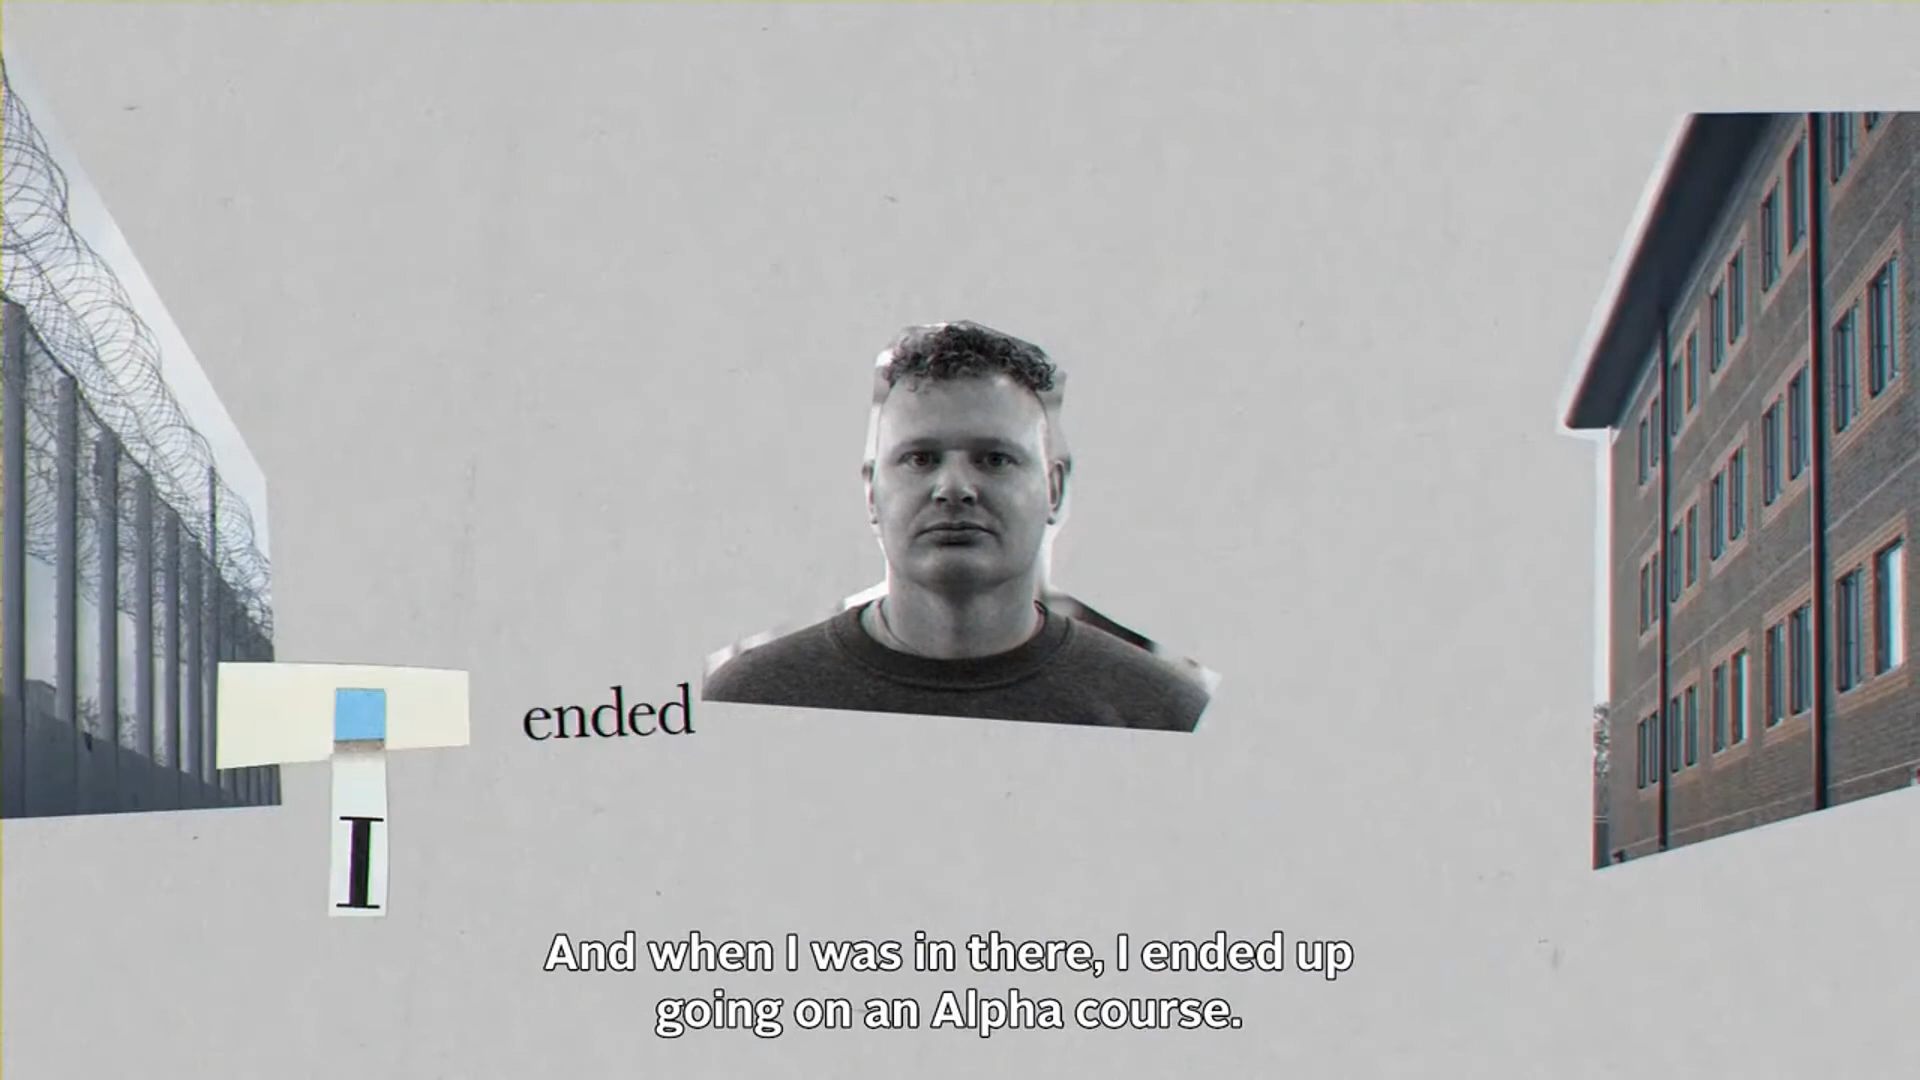 ended
I
And when I was in there, I ended up
going on an Alpha course.